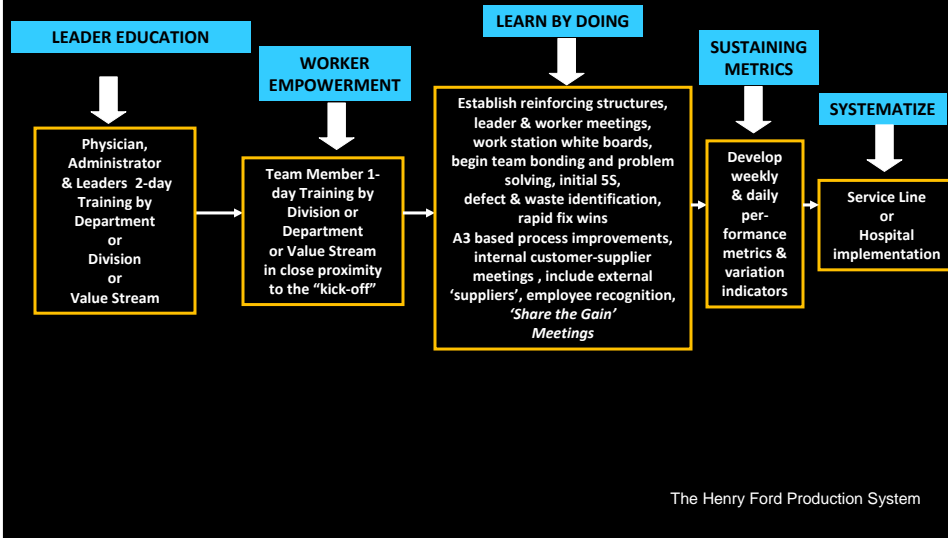 LEADER EDUCATION
Physician,
Administrator
& Leaders 2-day
Training by
Department
or
Division
or
Value Stream
WORKER
EMPOWERMENT
Team Member 1-
day Training by
Division or
Department
or Value Stream
in close proximity
to the “kick-off”
LEARN BY DOING
Establish reinforcing structures,
leader & worker meetings,
work station white boards,
begin team bonding and problem
solving, initial 5S,
defect & waste identification,
rapid fix wins
A3 based process improvements,
internal customer-supplier
meetings , include external
‘suppliers’, employee recognition,
‘Share the Gain’
Meetings
SUSTAINING
METRICS
Develop
weekly
& daily
per-
formance
metrics &
variation
indicators
SYSTEMATIZE
Service Line
or
Hospital
implementation
The Henry Ford Production System